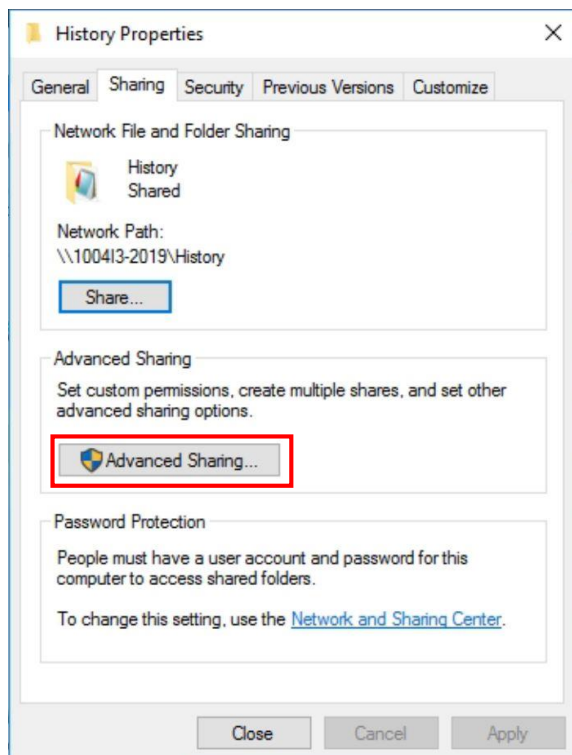 History Properties
General Sharing Security Previous Versions Customize
Network File and Folder Sharing
History
Shared
Network Path:
\\1004I3-2019\History
Share...
Advanced Sharing
Set custom permissions, create multiple shares, and set other
advanced sharing options.
Advanced Sharing...
Password Protection
People must have a user account and password for this
computer to access shared folders.
To change this setting, use the Network and Sharing Center.
Close Cancel Apply